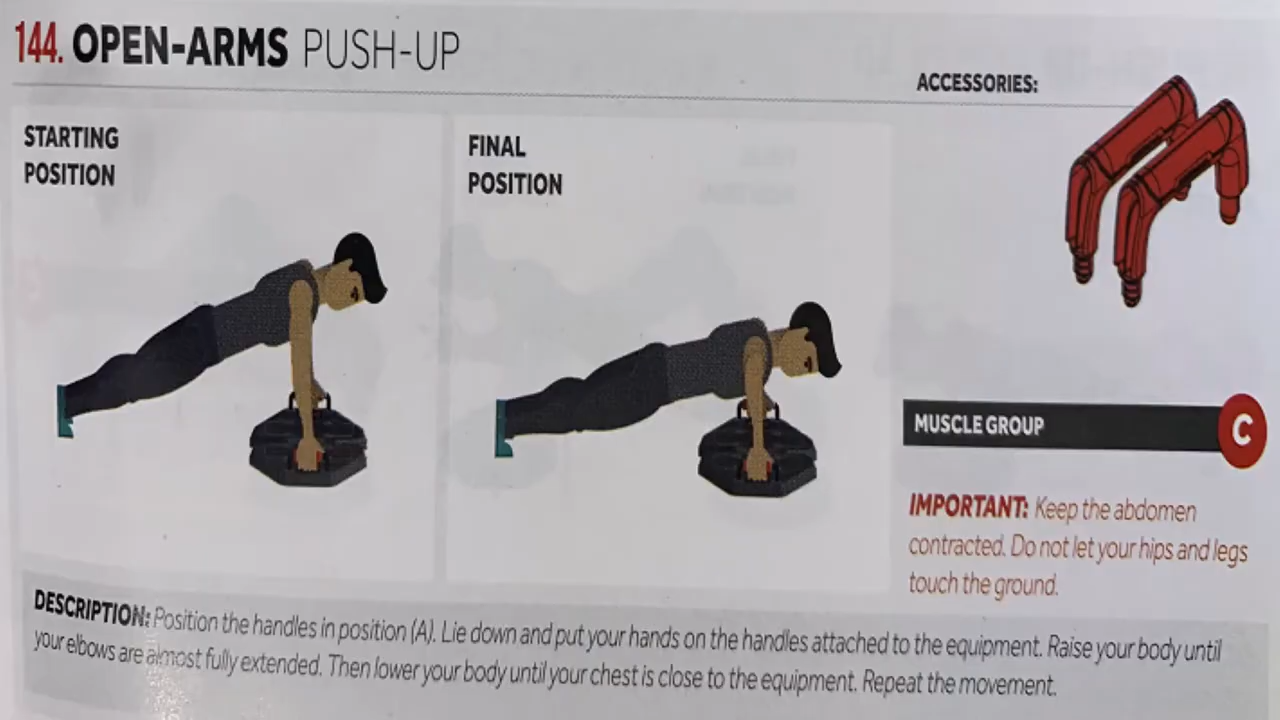 144. OPEN-ARMS PUSH-UP
ACCESSORIES:
STARTING
POSITION
FINAL
POSITION
MUSCLE GROUP
C
IMPORTANT: Keep the abdomen
contracted. Do not let your hips and legs
touch the ground.
DESCRIPTION: Position the handles in position (A). Lie down and put your hands on the handles attached to the equipment. Raise your body until
your elbows are almost fully extended. Then lower your body until your chest is close to the equipment. Repeat the movement.